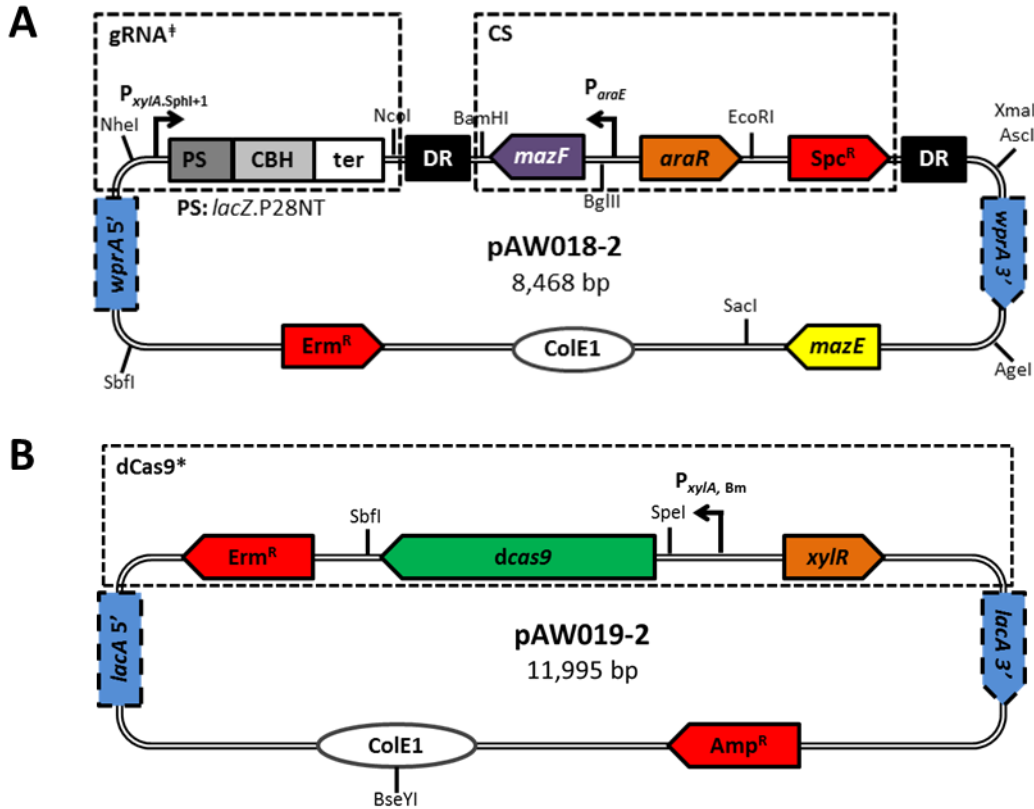 A
gRNA‡
CS
PxylA.SphI+1
ParaE
NheI
NcoI
BamHI
EcoRI
XmaI
AscI
PS
CBH
ter
DR
mazF
araR
SpcR
DR
BglII
PS: lacZ.P28NT
wprA 5’
pAW018-2
8,468 bp
wprA 3’
SacI
ErmR
ColE1
mazE
SbfI
AgeI
B
dCas9*
PxylA, Bm
SbfI
SpeI
ErmR
dcas9
xylR
lacA 5’
pAW019-2
11,995 bp
lacA 3’
ColE1
AmpR
BseYI